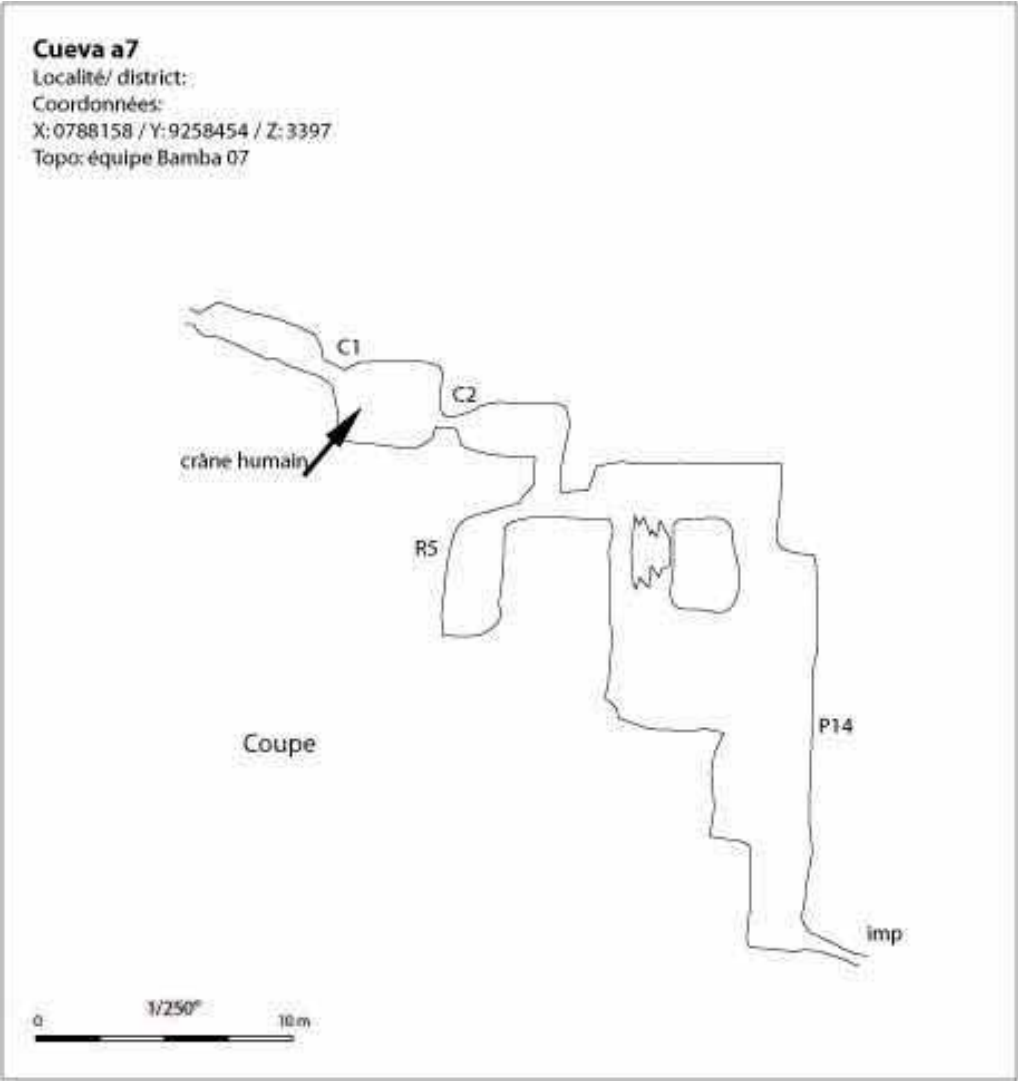 Cueva a7
Localité/ district:
Coordonnées:
X: 0788158 / Y: 9258454 / Z: 3397
Topo: équipe Bamba 07
C1
C2
crâne humain
R5
P14
Coupe
imp
1/250°
0 10 m